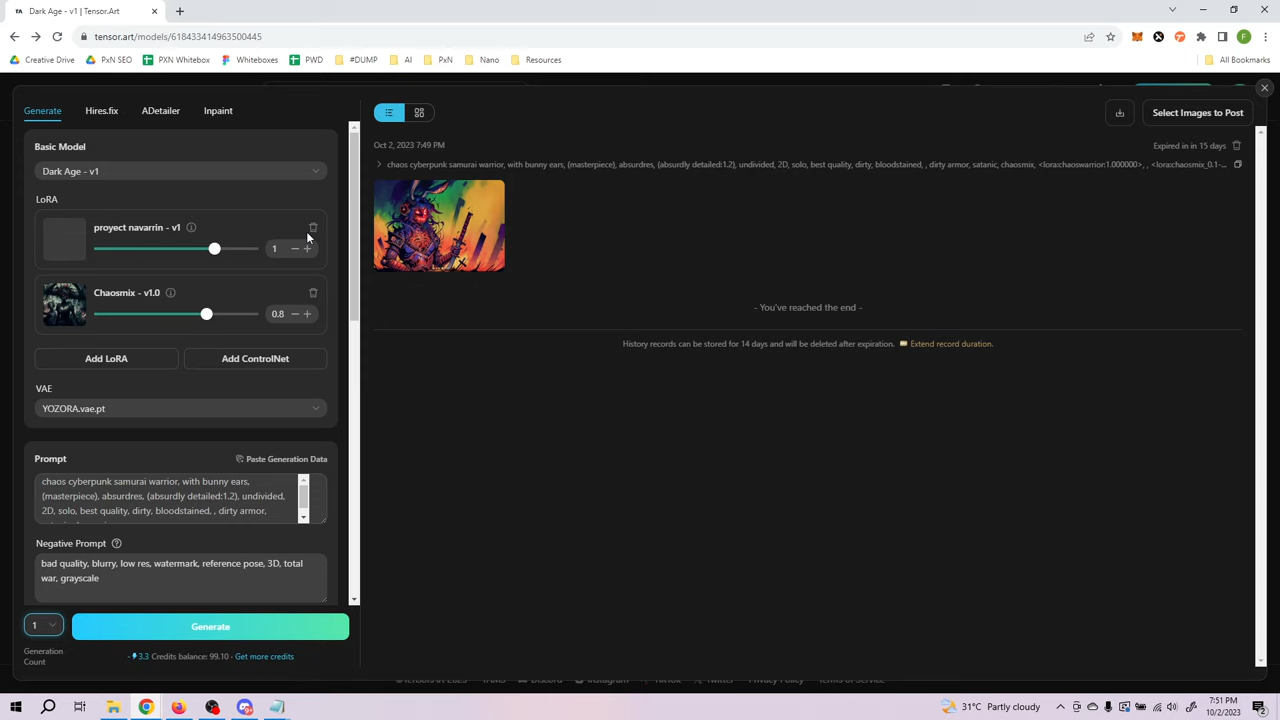 Dark Age - v1 | Tensor.Art
tensor.art/models/618433414963500445
Creative Drive
PxN SEO
PXN Whitebox
Whiteboxes
PWD
#DUMP
AI
PxN
Nano
Resources
All Bookmarks
Generate
Hires.fix
ADetailer
Inpaint
Select Images to Post
Basic Model
Dark Age - v1
LoRA
proyect navarrin - v1
1
Chaosmix - v1.0
0.8
Add LoRA
Add ControlNet
VAE
YOZORA.vae.pt
Prompt
Paste Generation Data
chaos cyberpunk samurai warrior, with bunny ears,
(masterpiece), absurdres, (absurdly detailed:1.2), undivided,
2D, solo, best quality, dirty, bloodstained, , dirty armor,
Negative Prompt
bad quality, blurry, low res, watermark, reference pose, 3D, total
war, grayscale
1
Generate
Generation
Count
- 3.3 Credits balance: 99.10 - Get more credits
Oct 2, 2023 7:49 PM
Expired in in 15 days
chaos cyberpunk samurai warrior, with bunny ears, (masterpiece), absurdres, (absurdly detailed:1.2), undivided, 2D, solo, best quality, dirty, bloodstained, , dirty armor, satanic, chaosmix, <lora:chaoswarrior:1.000000>, , <lora:chaosmix_0.1-...
- You've reached the end -
History records can be stored for 14 days and will be deleted after expiration. Extend record duration.
31°C Partly cloudy
7:51 PM
10/2/2023